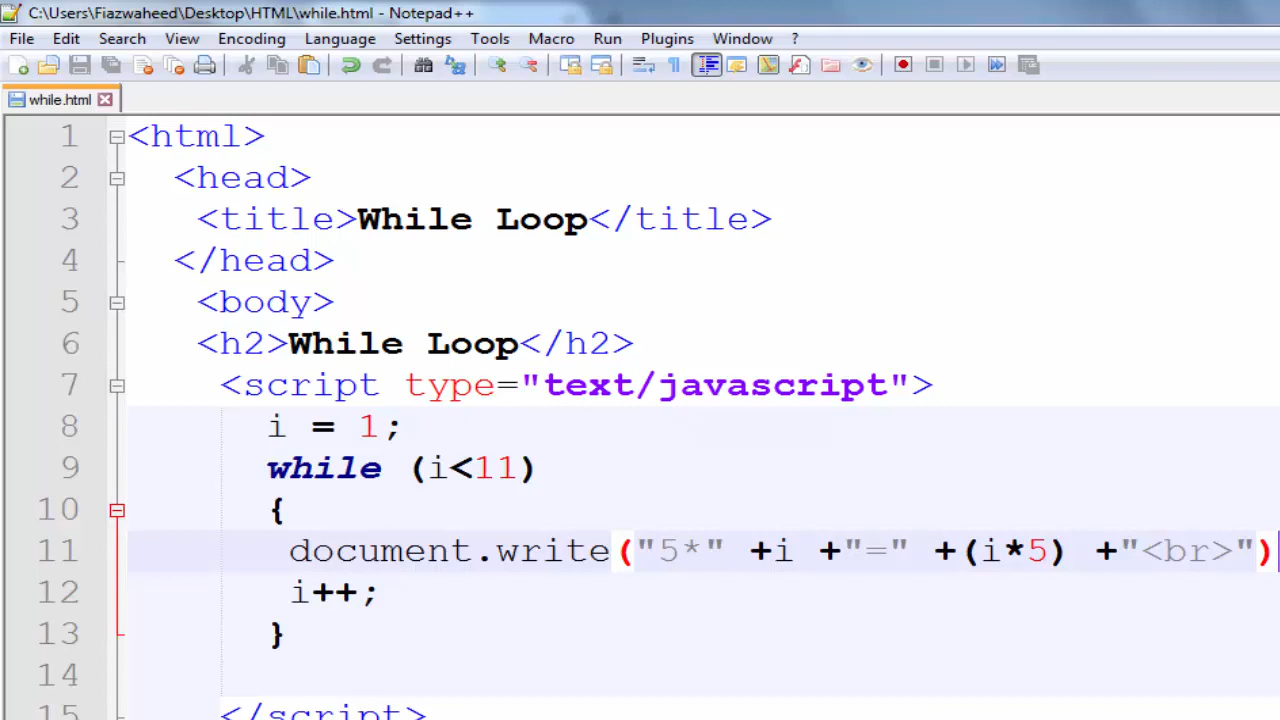 C:\Users\Fiazwaheed\Desktop\HTML\while.html - Notepad++
File Edit Search View Encoding Language Settings Tools Macro Run Plugins Window ?
while.html
1 <html>
2 <head>
3 <title>While Loop</title>
4 </head>
5 <body>
6 <h2>While Loop</h2>
7 <script type="text/javascript">
8 i = 1;
9 while (i<11)
10 {
11 document.write("5*" +i +"=" +(i*5) +"<br>")
12 i++;
13 }
14
15 </script>